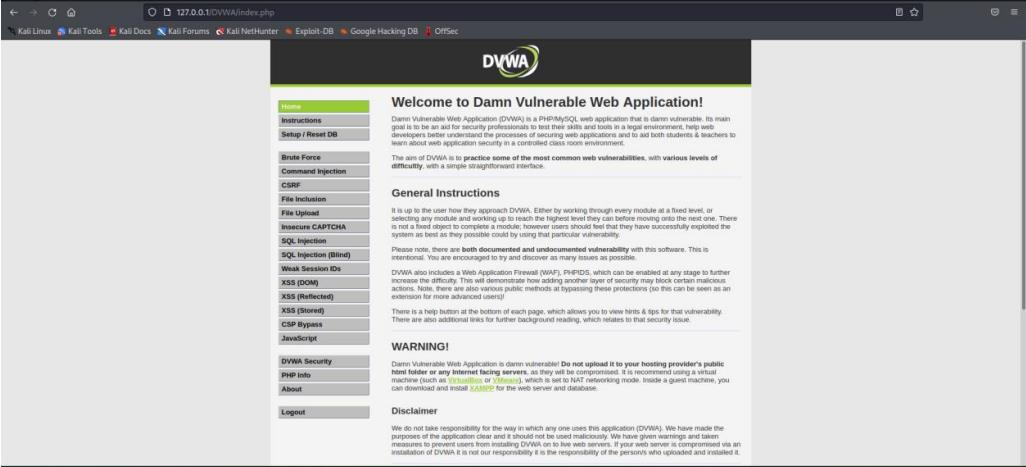 127.0.0.1/DVWA/index.php
Kali Linux Kali Tools Kali Docs Kali Forums Kali NetHunter Exploit-DB Google Hacking DB OffSec
DVWA
Home
Instructions
Setup / Reset DB
Brute Force
Command Injection
CSRF
File Inclusion
File Upload
Insecure CAPTCHA
SQL Injection
SQL Injection (Blind)
Weak Session IDs
XSS (DOM)
XSS (Reflected)
XSS (Stored)
CSP Bypass
JavaScript
DVWA Security
PHP Info
About
Logout
Welcome to Damn Vulnerable Web Application!
Damn Vulnerable Web Application (DVWA) is a PHP/MySQL web application that is damn vulnerable. Its main
goal is to be an aid for security professionals to test their skills and tools in a legal environment, help web
developers better understand the processes of securing web applications and to aid both students & teachers to
learn about web application security in a controlled class room environment.
The aim of DVWA is to practice some of the most common web vulnerabilities, with various levels of
difficultly, with a simple straightforward interface.
General Instructions
It is up to the user how they approach DVWA. Either by working through every module at a fixed level, or
selecting any module and working up to reach the highest level they can before moving onto the next one. There
is not a fixed object to complete a module; however users should feel that they have successfully exploited the
system as best as they possible could by using that particular vulnerability.
Please note, there are both documented and undocumented vulnerability with this software. This is
intentional. You are encouraged to try and discover as many issues as possible.
DVWA also includes a Web Application Firewall (WAF), PHPIDS, which can be enabled at any stage to further
increase the difficulty. This will demonstrate how adding another layer of security may block certain malicious
actions. Note, there are also various public methods at bypassing these protections (so this can be seen as an
extension for more advanced users)!
There is a help button at the bottom of each page, which allows you to view hints & tips for that vulnerability.
There are also additional links for further background reading, which relates to that security issue.
WARNING!
Damn Vulnerable Web Application is damn vulnerable! Do not upload it to your hosting provider's public
html folder or any Internet facing servers, as they will be compromised. It is recommend using a virtual
machine (such as VirtualBox or VMware), which is set to NAT networking mode. Inside a guest machine, you
can download and install XAMPP for the web server and database.
Disclaimer
We do not take responsibility for the way in which any one uses this application (DVWA). We have made the
purposes of the application clear and it should not be used maliciously. We have given warnings and taken
measures to prevent users from installing DVWA on to live web servers. If your web server is compromised via an
installation of DVWA it is not our responsibility it is the responsibility of the person/s who uploaded and installed it.